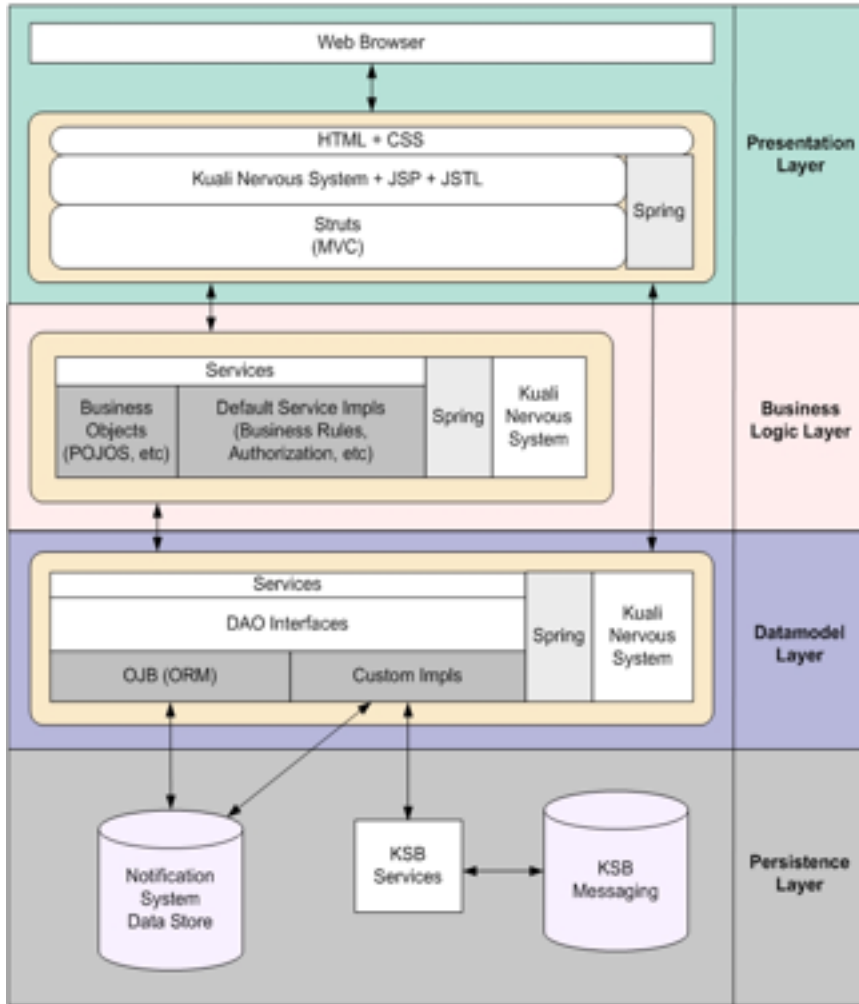 Web Browser
HTML + CSS
Kuali Nervous System + JSP + JSTL
Struts
(MVC)
Spring
Presentation
Layer
Services
Business
Objects
(POJOS, etc)
Default Service Impls
(Business Rules,
Authorization, etc)
Spring
Kuali
Nervous
System
Business
Logic Layer
Services
DAO Interfaces
OJB (ORM)
Custom Impls
Spring
Kuali
Nervous
System
Datamodel
Layer
Notification
System
Data Store
KSB
Services
KSB
Messaging
Persistence
Layer